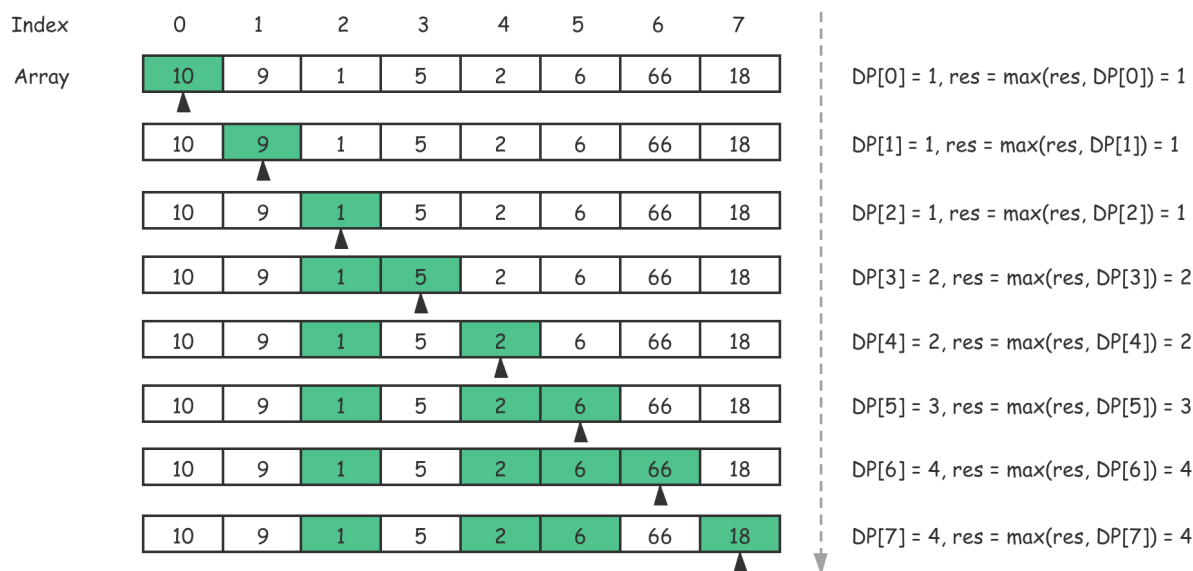 Index 0 1 2 3 4 5 6 7
Array 10 9 1 5 2 6 66 18 DP[0] = 1, res = max(res, DP[0]) = 1
10 9 1 5 2 6 66 18 DP[1] = 1, res = max(res, DP[1]) = 1
10 9 1 5 2 6 66 18 DP[2] = 1, res = max(res, DP[2]) = 1
10 9 1 5 2 6 66 18 DP[3] = 2, res = max(res, DP[3]) = 2
10 9 1 5 2 6 66 18 DP[4] = 2, res = max(res, DP[4]) = 2
10 9 1 5 2 6 66 18 DP[5] = 3, res = max(res, DP[5]) = 3
10 9 1 5 2 6 66 18 DP[6] = 4, res = max(res, DP[6]) = 4
10 9 1 5 2 6 66 18 DP[7] = 4, res = max(res, DP[7]) = 4